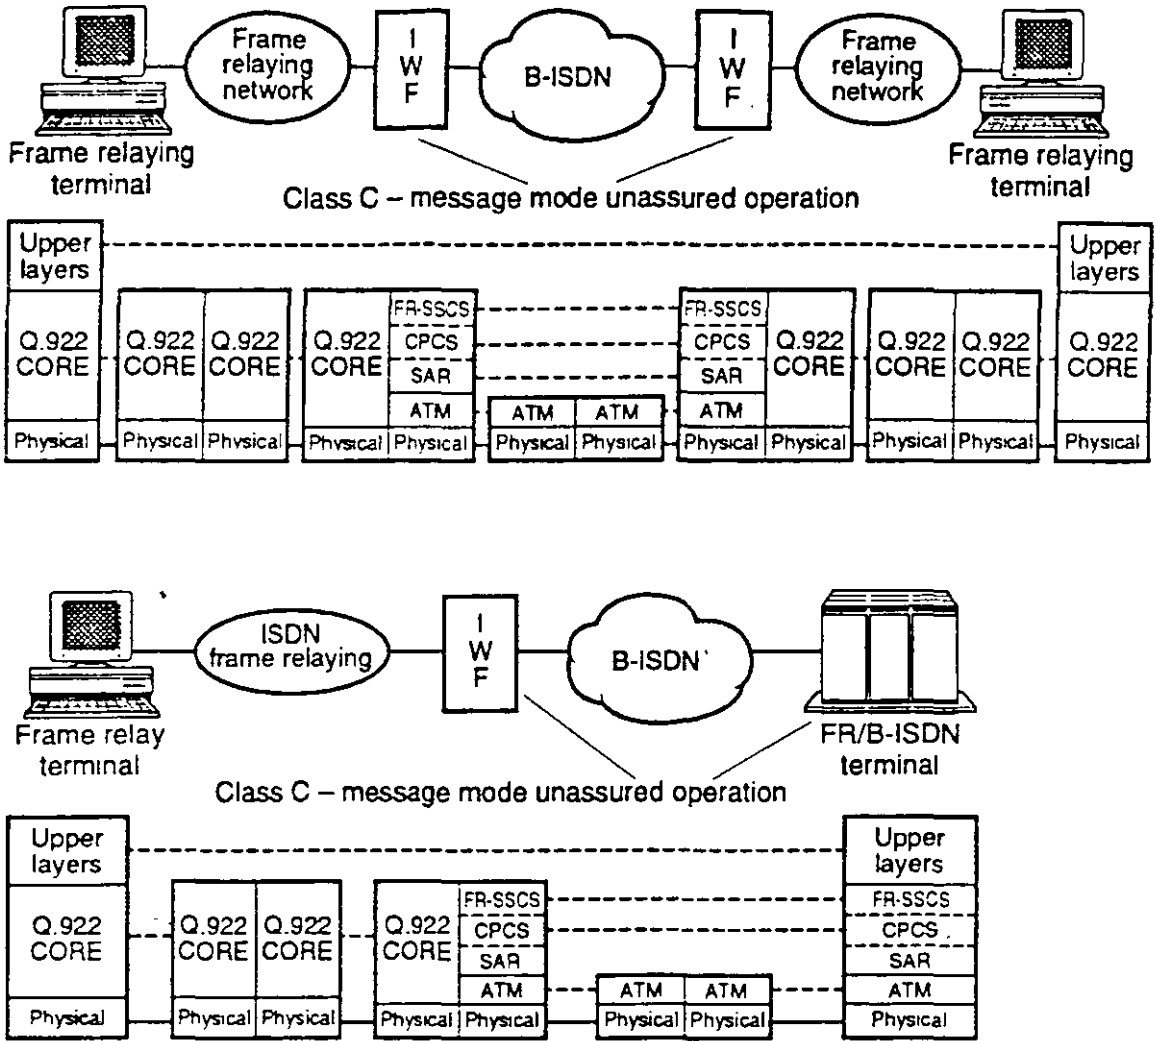 Frame relaying network
I W F
B-ISDN
I W F
Frame relaying network
Frame relaying terminal
Frame relaying terminal
Class C – message mode unassured operation
Upper layers
Upper layers
FR-SSCS
FR-SSCS
Q.922 CORE
Q.922 CORE
Q.922 CORE
Q.922 CORE
CPCS
CPCS
Q.922 CORE
Q.922 CORE
Q.922 CORE
Q.922 CORE
SAR
SAR
ATM
ATM
ATM
ATM
Physical
Physical
Physical
Physical
Physical
Physical
Physical
Physical
Physical
Physical
Physical
Physical
ISDN frame relaying
I W F
B-ISDN
Frame relay terminal
FR/B-ISDN terminal
Class C – message mode unassured operation
Upper layers
Upper layers
FR-SSCS
FR-SSCS
Q.922 CORE
Q.922 CORE
Q.922 CORE
Q.922 CORE
CPCS
CPCS
SAR
SAR
ATM
ATM
ATM
ATM
Physical
Physical
Physical
Physical
Physical
Physical
Physical
Physical